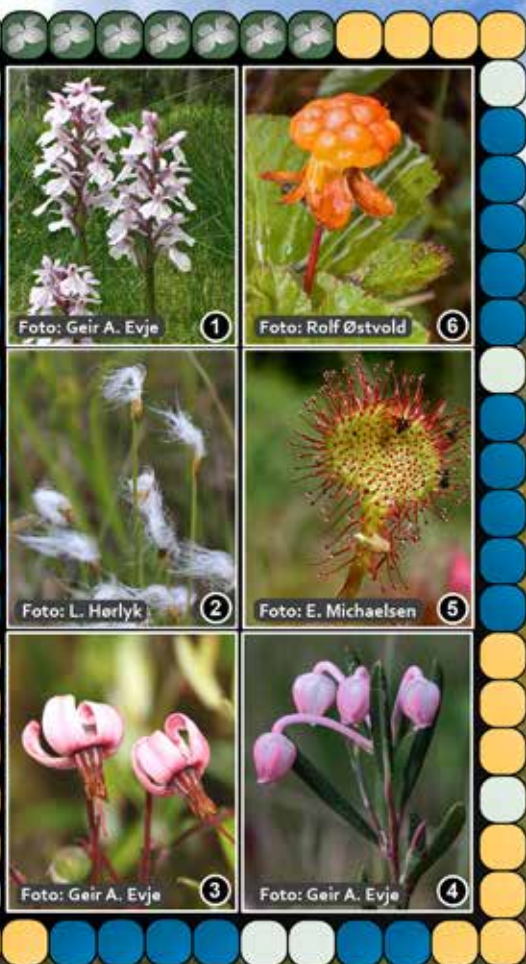 Foto: Geir A. Evje 1
Foto: Rolf Østvold 6
Foto: L. Hørlyk 2
Foto: E. Michaelsen 5
Foto: Geir A. Evje 3
Foto: Geir A. Evje 4